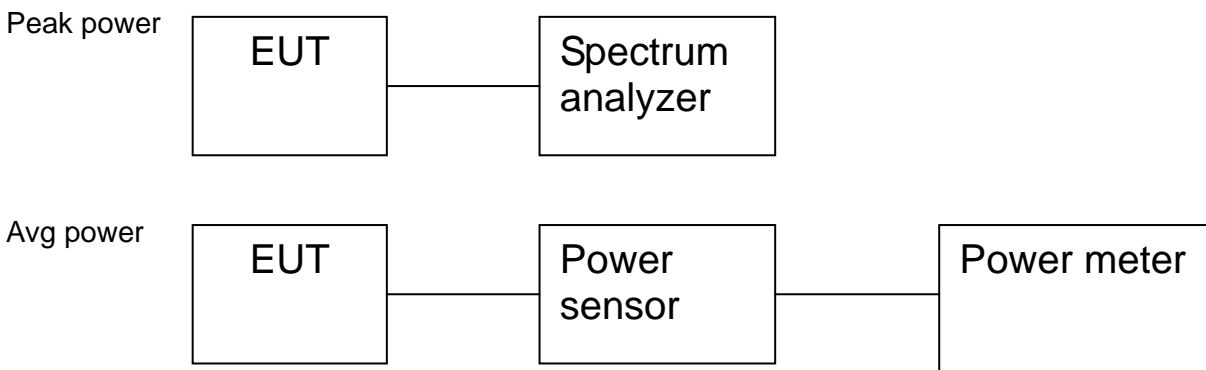 Peak power
EUT
Spectrum
analyzer
Avg power
EUT
Power
sensor
Power meter